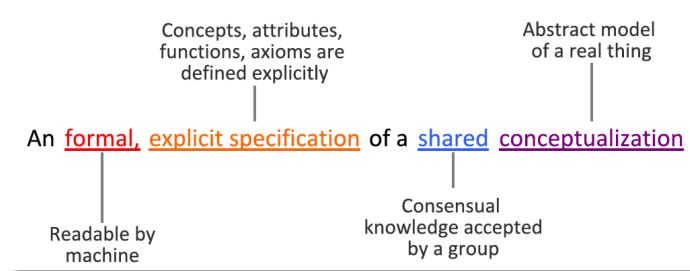 Concepts, attributes,
functions, axioms are
defined explicitly
Abstract model
of a real thing
An formal, explicit specification of a shared conceptualization
Readable by
machine
Consensual
knowledge accepted
by a group